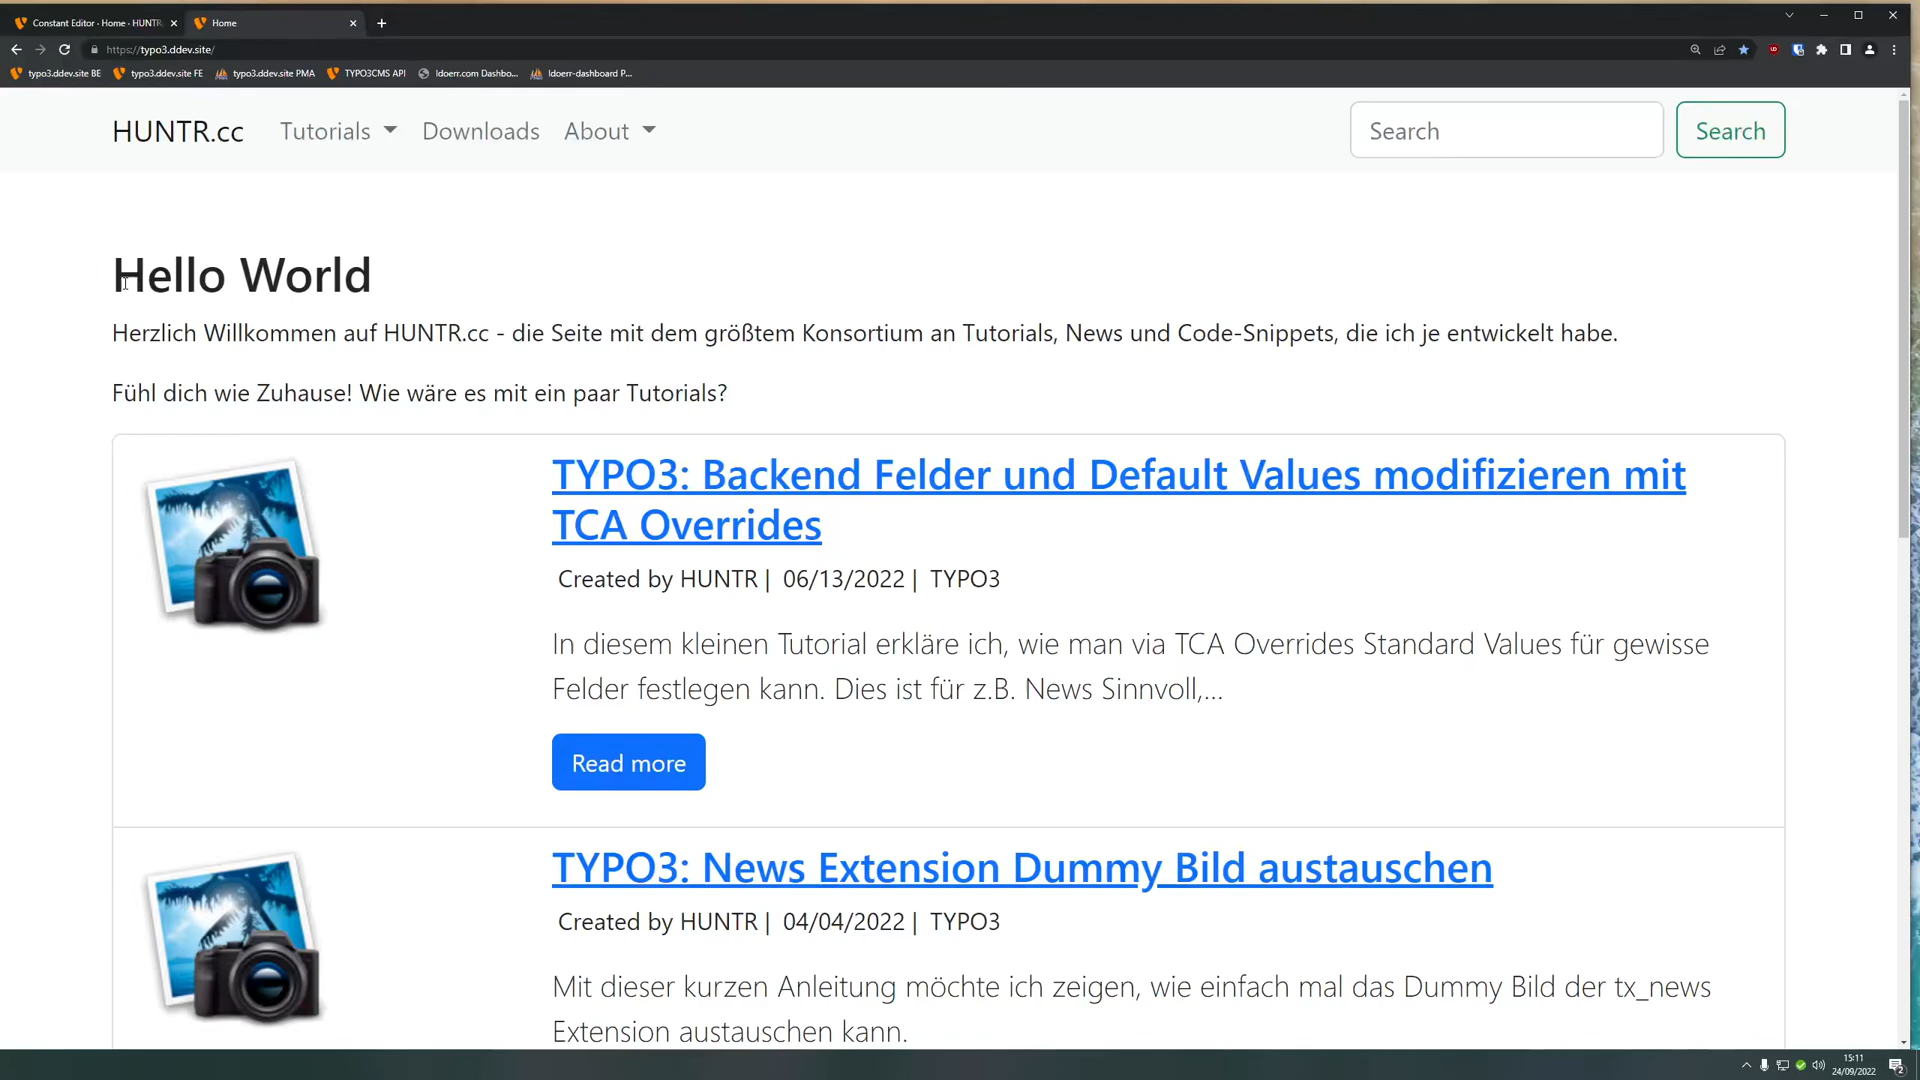 Constant Editor - Home - HUNTR
Home
https://typo3.ddev.site/
typo3.ddev.site BE
typo3.ddev.site FE
typo3.ddev.site PMA
TYPO3CMS API
ldoerr.com Dashbo...
ldoerr-dashboard P...
HUNTR.cc
Tutorials
Downloads
About
Search
Search
Hello World
Herzlich Willkommen auf HUNTR.cc - die Seite mit dem größtem Konsortium an Tutorials, News und Code-Snippets, die ich je entwickelt habe.
Fühl dich wie Zuhause! Wie wäre es mit ein paar Tutorials?
TYPO3: Backend Felder und Default Values modifizieren mit
TCA Overrides
Created by HUNTR | 06/13/2022 | TYPO3
In diesem kleinen Tutorial erkläre ich, wie man via TCA Overrides Standard Values für gewisse
Felder festlegen kann. Dies ist für z.B. News Sinnvoll,...
Read more
TYPO3: News Extension Dummy Bild austauschen
Created by HUNTR | 04/04/2022 | TYPO3
Mit dieser kurzen Anleitung möchte ich zeigen, wie einfach mal das Dummy Bild der tx_news
Extension austauschen kann.
15:11
24/09/2022